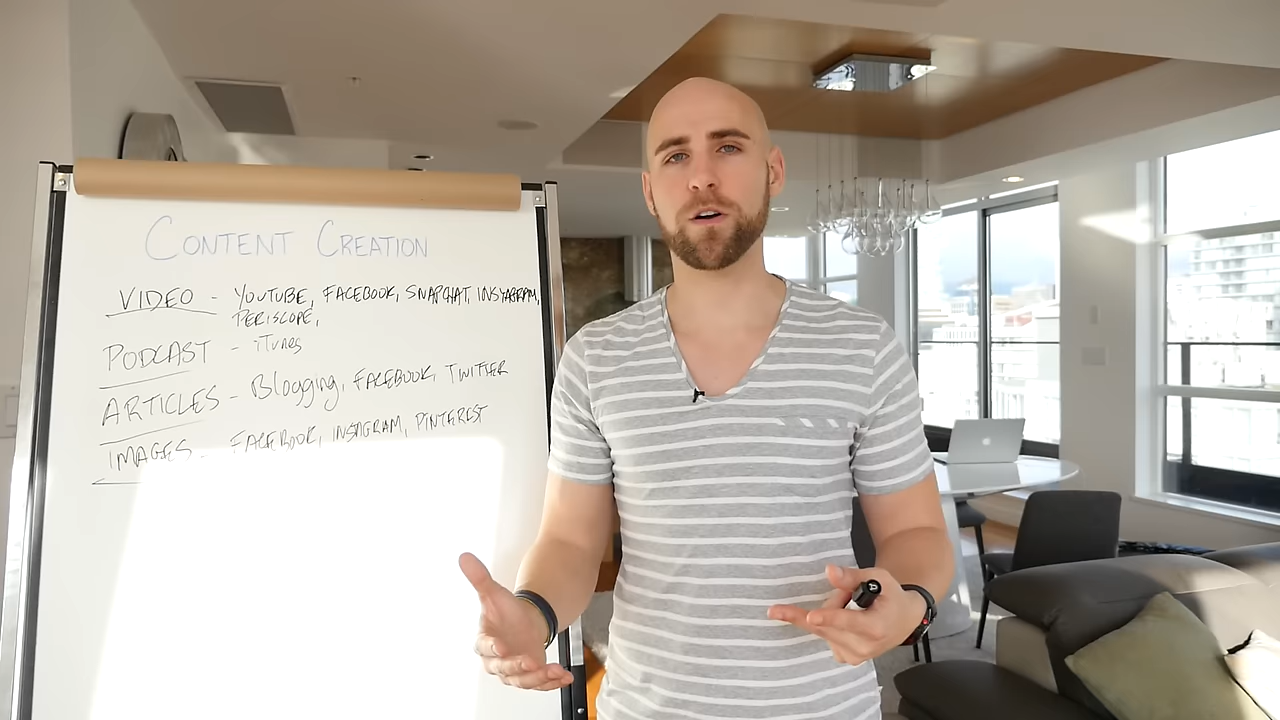 CONTENT CREATION
VIDEO - YOUTUBE, FACEBOOK, SNAPCHAT, INSTAGRAM,
PERISCOPE,
PODCAST - iTunes
ARTICLES - Blogging, FACEBOOK, TWITTER
IMAGES - FACEBOOK, INSTAGRAM, PINTEREST